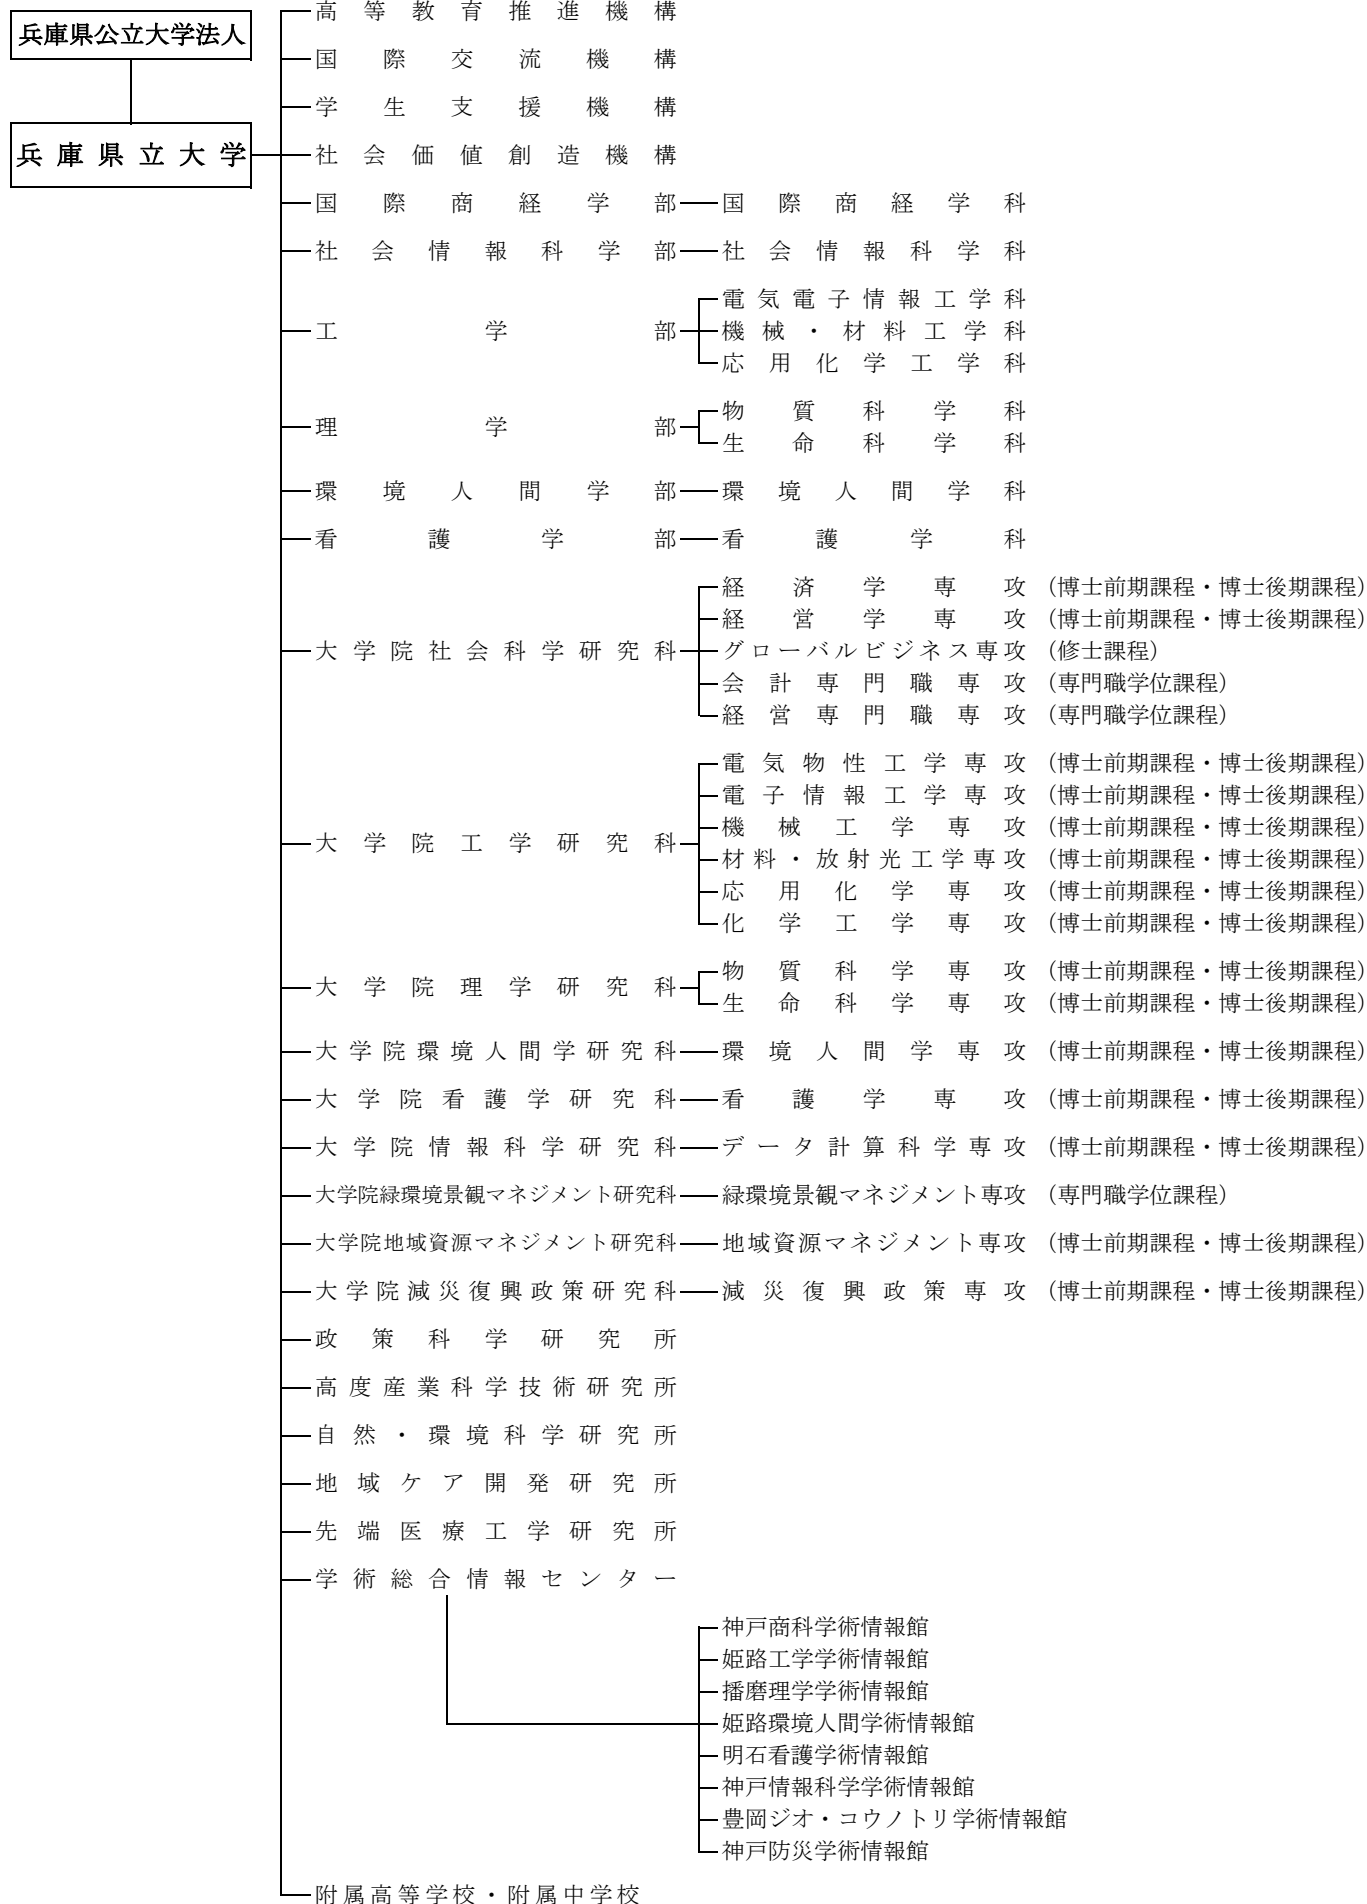 兵庫県公立大学法人
兵庫県立大学
高等教育推進機構
国際交流機構
学生支援機構
社会価値創造機構
国際商経学部 国際商経学科
社会情報科学部 社会情報科学科
工学部
電気電子情報工学科
機械・材料工学科
応用化学工学科
理学部
物質科学科
生命科学科
環境人間学部 環境人間学科
看護学部 看護学科
大学院社会科学研究科
経済学専攻 (博士前期課程・博士後期課程)
経営学専攻 (博士前期課程・博士後期課程)
グローバルビジネス専攻 (修士課程)
会計専門職専攻 (専門職学位課程)
経営専門職専攻 (専門職学位課程)
大学院工学研究科
電気物性工学専攻 (博士前期課程・博士後期課程)
電子情報工学専攻 (博士前期課程・博士後期課程)
機械工学専攻 (博士前期課程・博士後期課程)
材料・放射光工学専攻 (博士前期課程・博士後期課程)
応用化学専攻 (博士前期課程・博士後期課程)
化学工学専攻 (博士前期課程・博士後期課程)
大学院理学研究科
物質科学専攻 (博士前期課程・博士後期課程)
生命科学専攻 (博士前期課程・博士後期課程)
大学院環境人間学研究科 環境人間学専攻 (博士前期課程・博士後期課程)
大学院看護学研究科 看護学専攻 (博士前期課程・博士後期課程)
大学院情報科学研究科 データ計算科学専攻 (博士前期課程・博士後期課程)
大学院緑環境景観マネジメント研究科 緑環境景観マネジメント専攻 (専門職学位課程)
大学院地域資源マネジメント研究科 地域資源マネジメント専攻 (博士前期課程・博士後期課程)
大学院減災復興政策研究科 減災復興政策専攻 (博士前期課程・博士後期課程)
政策科学研究所
高度産業科学技術研究所
自然・環境科学研究所
地域ケア開発研究所
先端医療工学研究所
学術総合情報センター
神戸商科学術情報館
姫路工学学術情報館
播磨理学学術情報館
姫路環境人間学術情報館
明石看護学術情報館
神戸情報科学学術情報館
豊岡ジオ・コウノトリ学術情報館
神戸防災学術情報館
附属高等学校・附属中学校